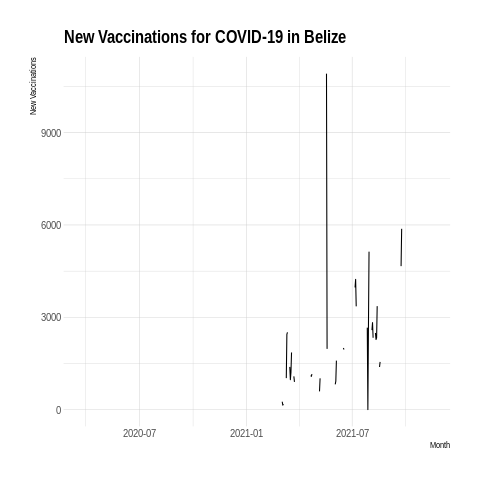 New Vaccinations for COVID-19 in Belize
New Vaccinations
9000
6000
3000
0
2020-07
2021-01
2021-07
Month